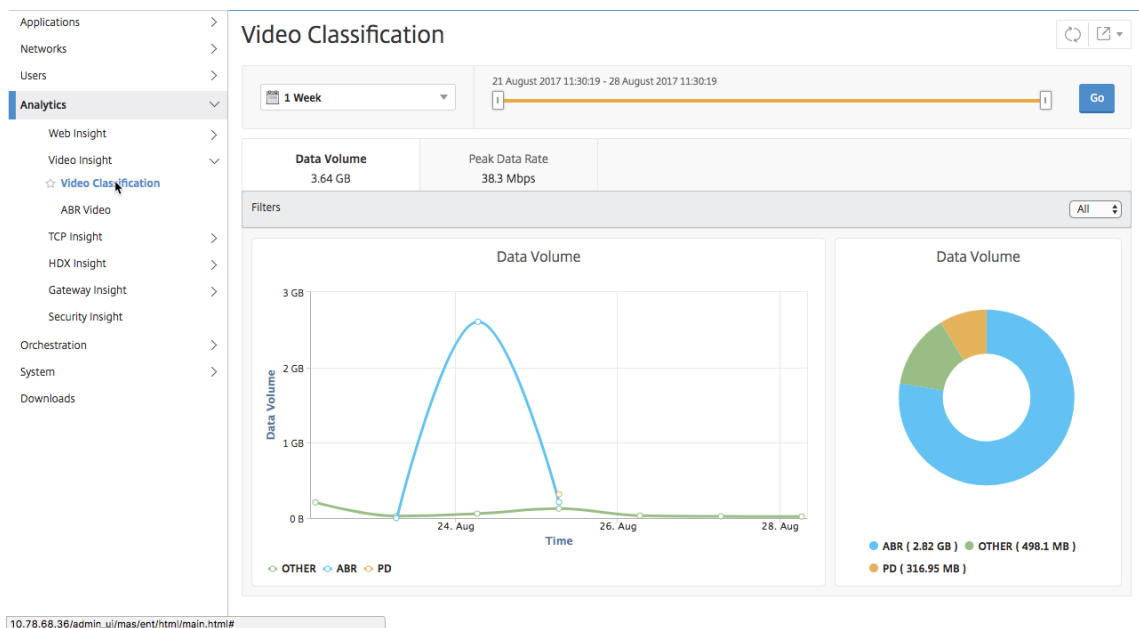 Applications
Networks
Users
Analytics
Web Insight
Video Insight
Video Classification
ABR Video
TCP Insight
HDX Insight
Gateway Insight
Security Insight
Orchestration
System
Downloads
Video Classification
1 Week
21 August 2017 11:30:19 - 28 August 2017 11:30:19
Go
Data Volume
3.64 GB
Peak Data Rate
38.3 Mbps
Filters
All
Data Volume
3 GB
2 GB
1 GB
0 B
Data Volume
24. Aug
26. Aug
28. Aug
Time
OTHER ABR PD
Data Volume
ABR ( 2.82 GB ) OTHER ( 498.1 MB )
PD ( 316.95 MB )
10.78.68.36/admin_ui/mas/ent/html/main.html#